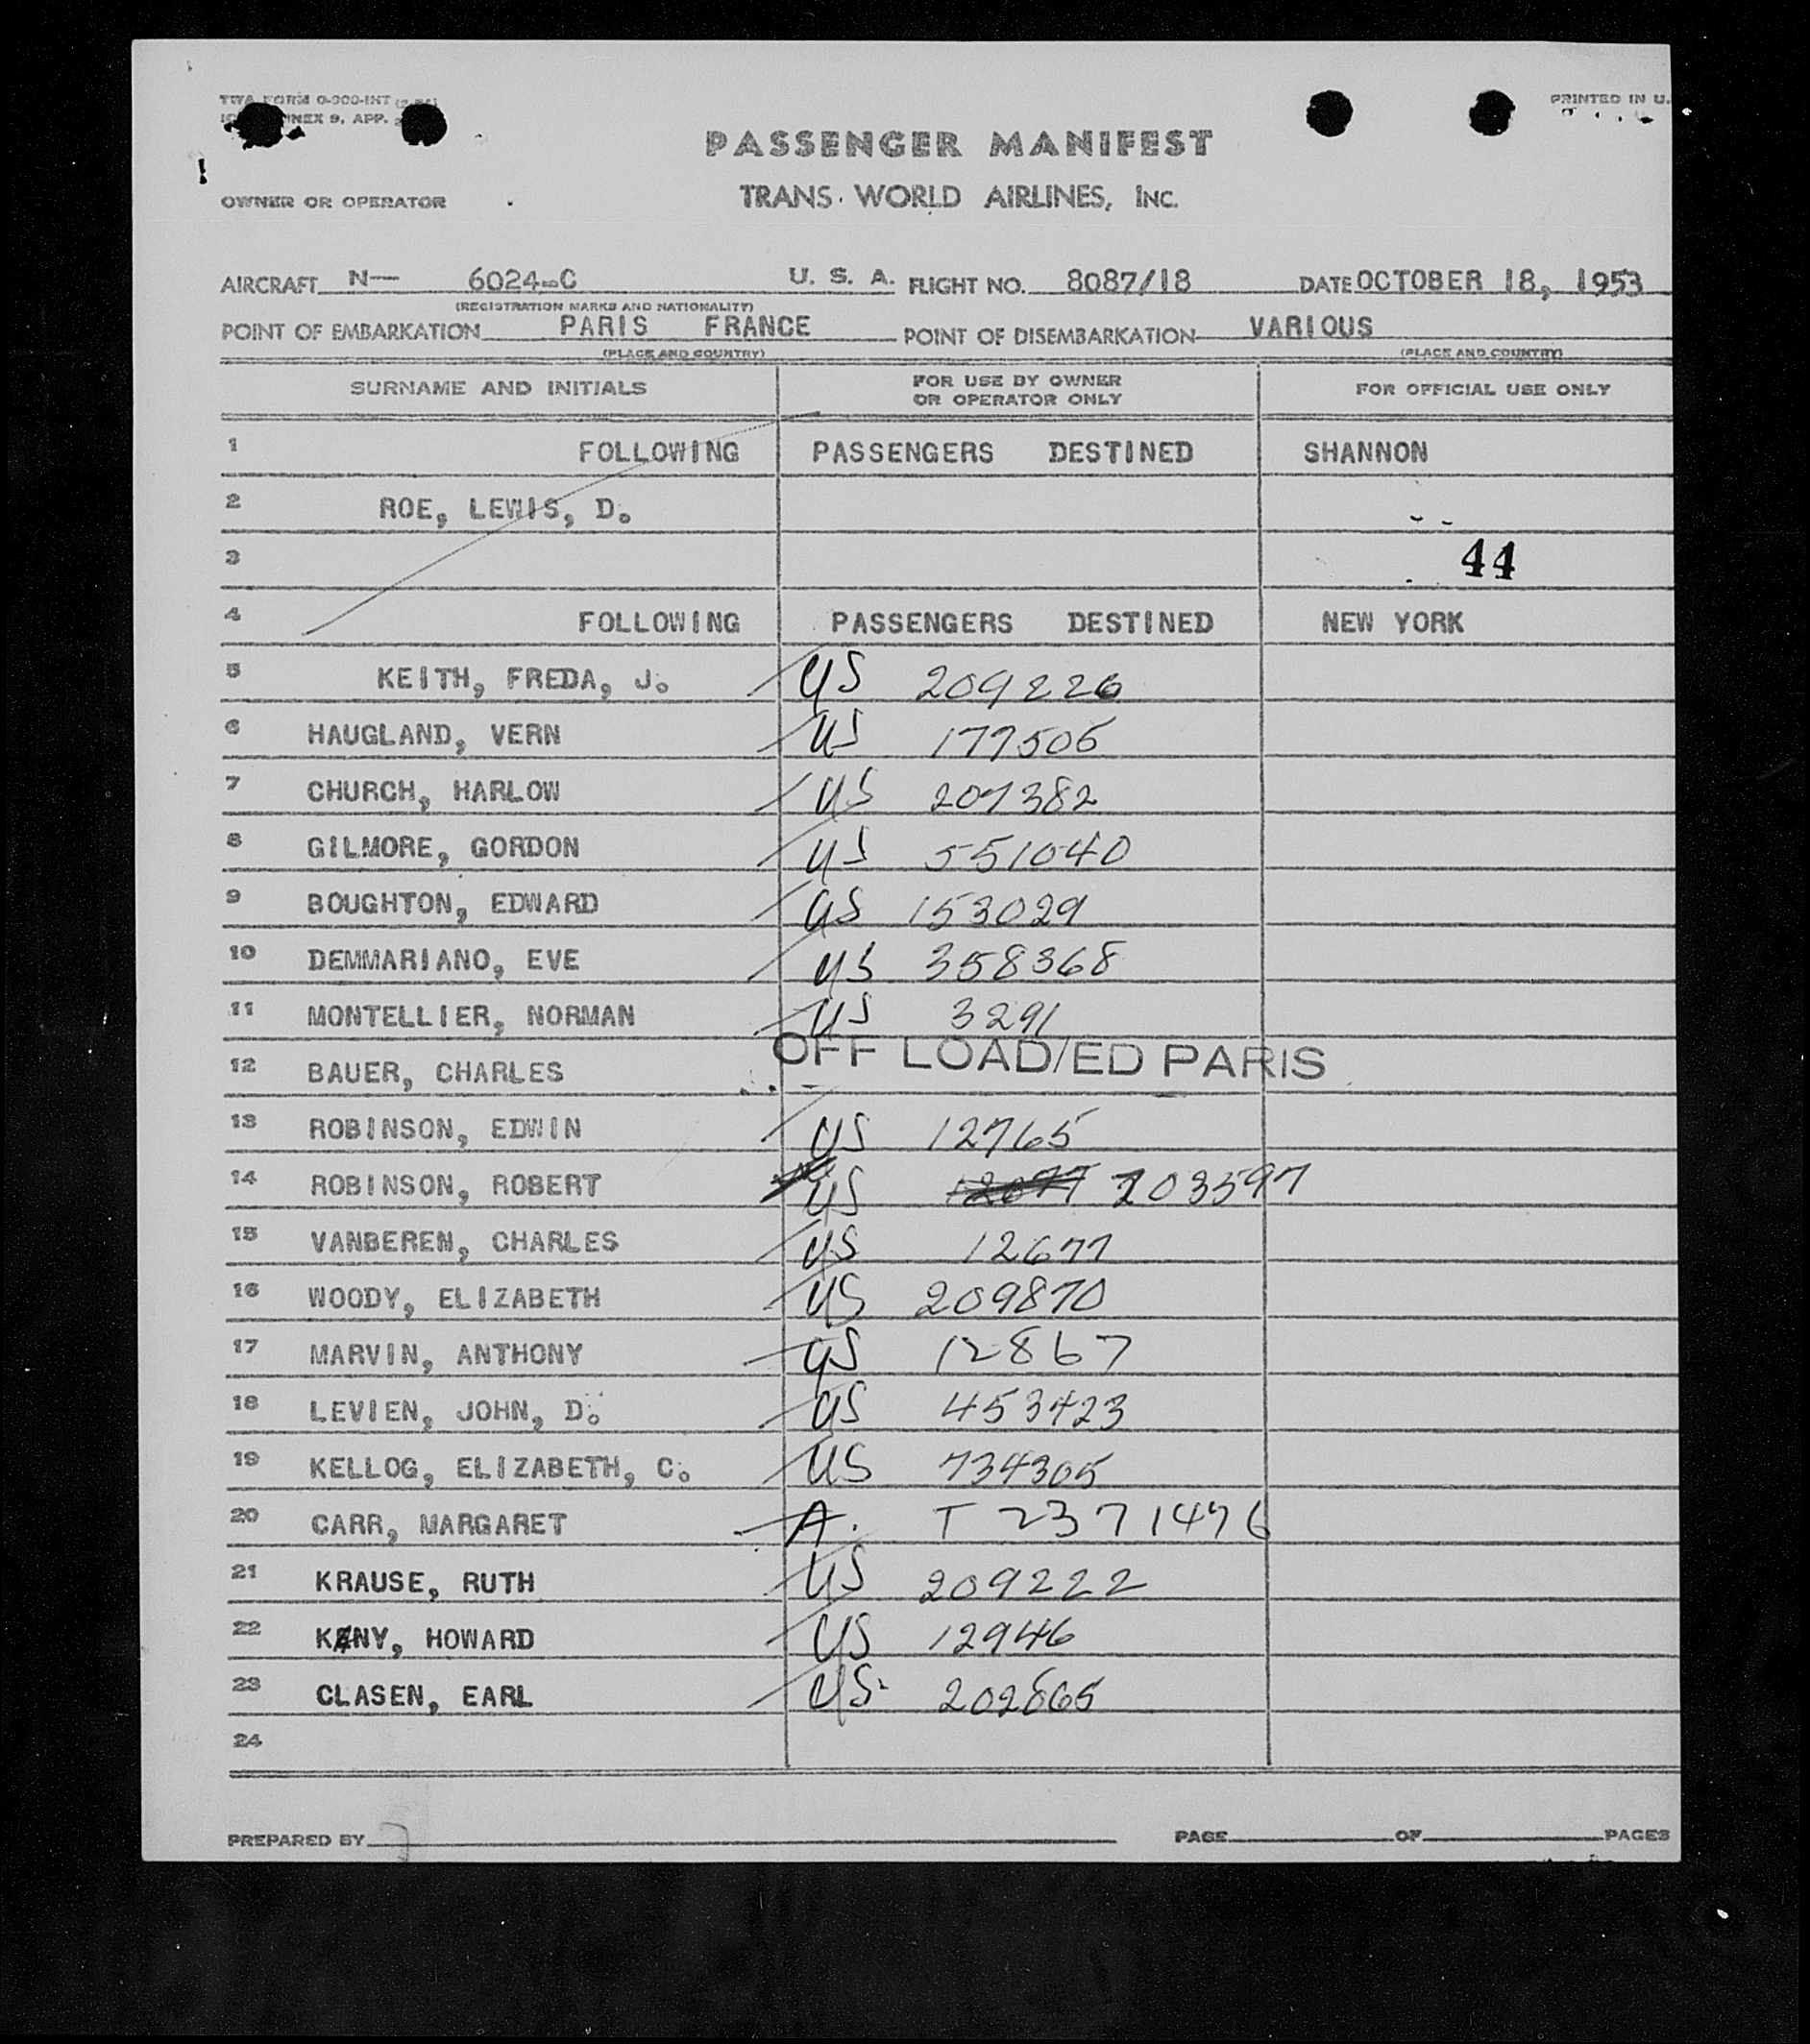 TWA FORM 0-900-INT
NEX 9, APP.
PRINTED IN U.
PASSENGER MANIFEST
TRANS WORLD AIRLINES, INC.
OWNER OR OPERATOR
AIRCRAFT N— 6024-C U. S. A. FLIGHT NO. 8087/18 DATE OCTOBER 18, 1953
(REGISTRATION MARKS AND NATIONALITY)
POINT OF EMBARKATION PARIS FRANCE POINT OF DISEMBARKATION VARIOUS
(PLACE AND COUNTRY) (PLACE AND COUNTRY)
SURNAME AND INITIALS FOR USE BY OWNER OR OPERATOR ONLY FOR OFFICIAL USE ONLY
1 FOLLOWING PASSENGERS DESTINED SHANNON
2 ROE, LEWIS, D.
3 44
4 FOLLOWING PASSENGERS DESTINED NEW YORK
5 KEITH, FREDA, J. US 209226
6 HAUGLAND, VERN US 177506
7 CHURCH, HARLOW US 207382
8 GILMORE, GORDON US 551040
9 BOUGHTON, EDWARD US 153029
10 DEMMARIANO, EVE US 358368
11 MONTELLIER, NORMAN US 3291
12 BAUER, CHARLES OFF LOAD/ED PARIS
13 ROBINSON, EDWIN US 12765
14 ROBINSON, ROBERT US 203597
15 VANBEREN, CHARLES US 12677
16 WOODY, ELIZABETH US 209870
17 MARVIN, ANTHONY US 12867
18 LEVIEN, JOHN, D. US 453423
19 KELLOG, ELIZABETH, C. US 734305
20 CARR, MARGARET A. T 2371476
21 KRAUSE, RUTH US 209222
22 KENY, HOWARD US 12946
23 CLASEN, EARL US 202865
24
PREPARED BY PAGE OF PAGES